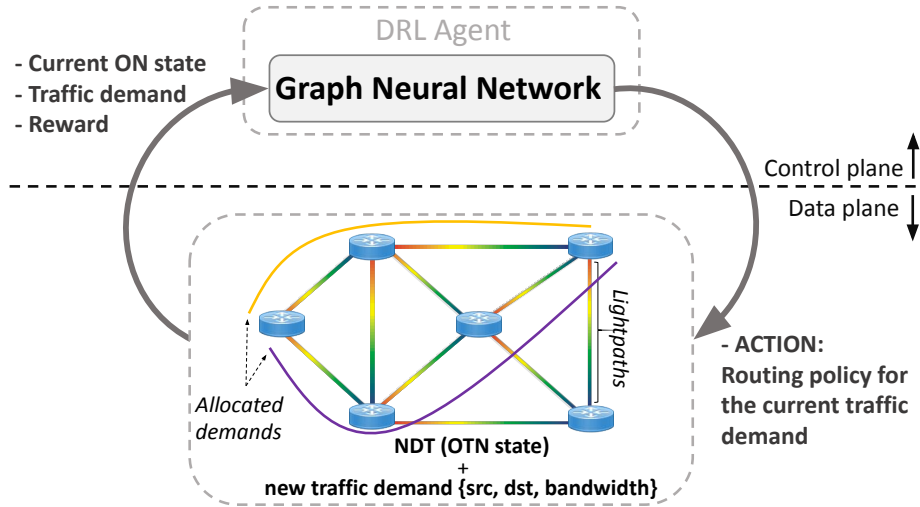 DRL Agent
Graph Neural Network
- Current ON state
- Traffic demand
- Reward
Control plane
Data plane
Lightpaths
Allocated
demands
- ACTION:
Routing policy for
the current traffic
demand
NDT (OTN state)
+
new traffic demand {src, dst, bandwidth}